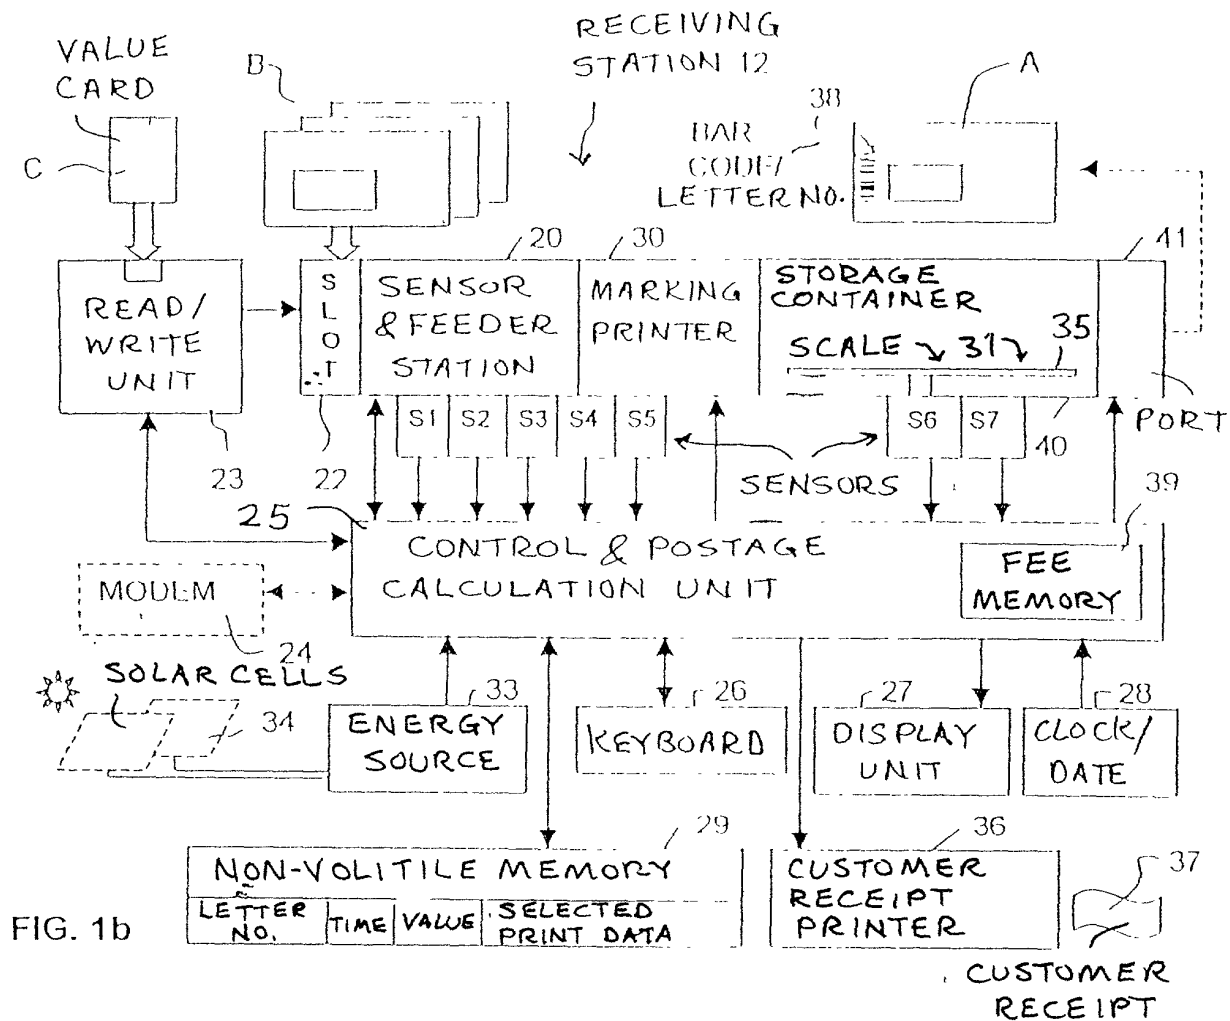 VALUE
CARD
B
RECEIVING
STATION 12
A
38
BAR
CODE/
LETTER NO.
C
20
30
41
READ/
WRITE
UNIT
SLOT
SENSOR
& FEEDER
STATION
MARKING
PRINTER
STORAGE
CONTAINER
SCALE 31 35
PORT
S1 S2 S3 S4 S5
S6 S7
40
23
22
SENSORS
39
25
CONTROL & POSTAGE
CALCULATION UNIT
FEE
MEMORY
MODEM
24
SOLAR CELLS
34
33
ENERGY
SOURCE
26
KEYBOARD
27
DISPLAY
UNIT
28
CLOCK/
DATE
29
NON-VOLITILE MEMORY
LETTER
NO.
TIME
VALUE
SELECTED
PRINT DATA
36
CUSTOMER
RECEIPT
PRINTER
37
CUSTOMER
RECEIPT
FIG. 1b